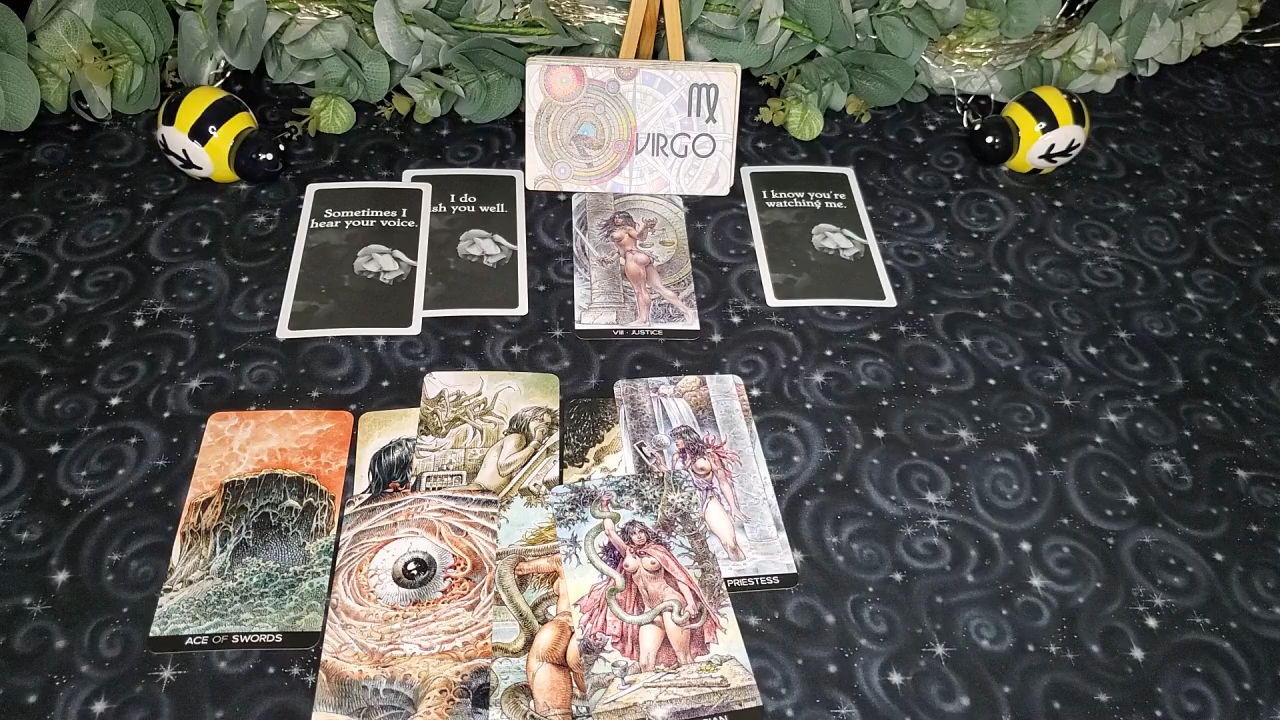 VIRGO
Sometimes I
hear your voice.
I do
sh you well.
I know you're
watching me.
VIII · JUSTICE
ACE OF SWORDS
PRIESTESS